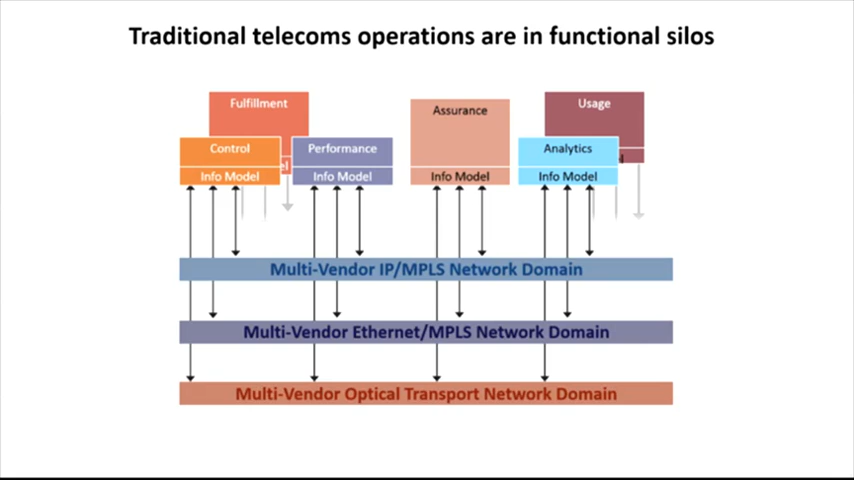 Traditional telecoms operations are in functional silos
Fulfillment
Assurance
Usage
Control
Performance
Analytics
Info Model
Info Model
Info Model
Info Model
Multi-Vendor IP/MPLS Network Domain
Multi-Vendor Ethernet/MPLS Network Domain
Multi-Vendor Optical Transport Network Domain